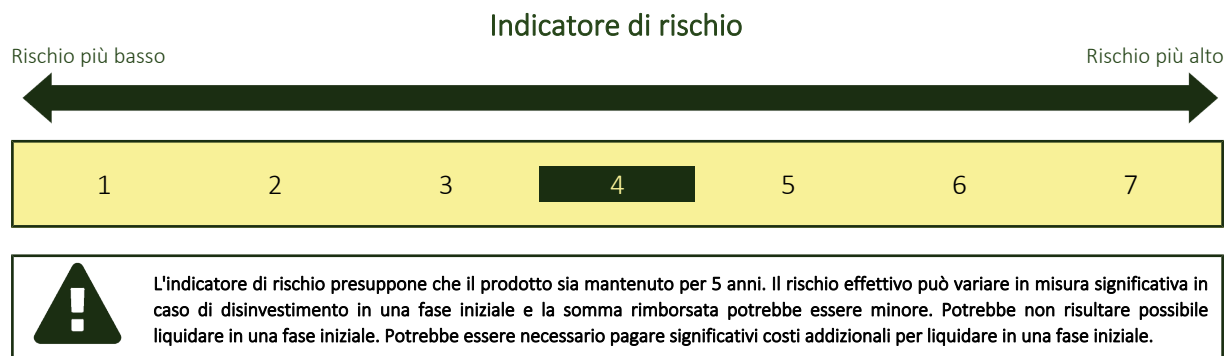 Indicatore di rischio
Rischio più basso
Rischio più alto
1 2 3 4 5 6 7
L'indicatore di rischio presuppone che il prodotto sia mantenuto per 5 anni. Il rischio effettivo può variare in misura significativa in
caso di disinvestimento in una fase iniziale e la somma rimborsata potrebbe essere minore. Potrebbe non risultare possibile
liquidare in una fase iniziale. Potrebbe essere necessario pagare significativi costi addizionali per liquidare in una fase iniziale.